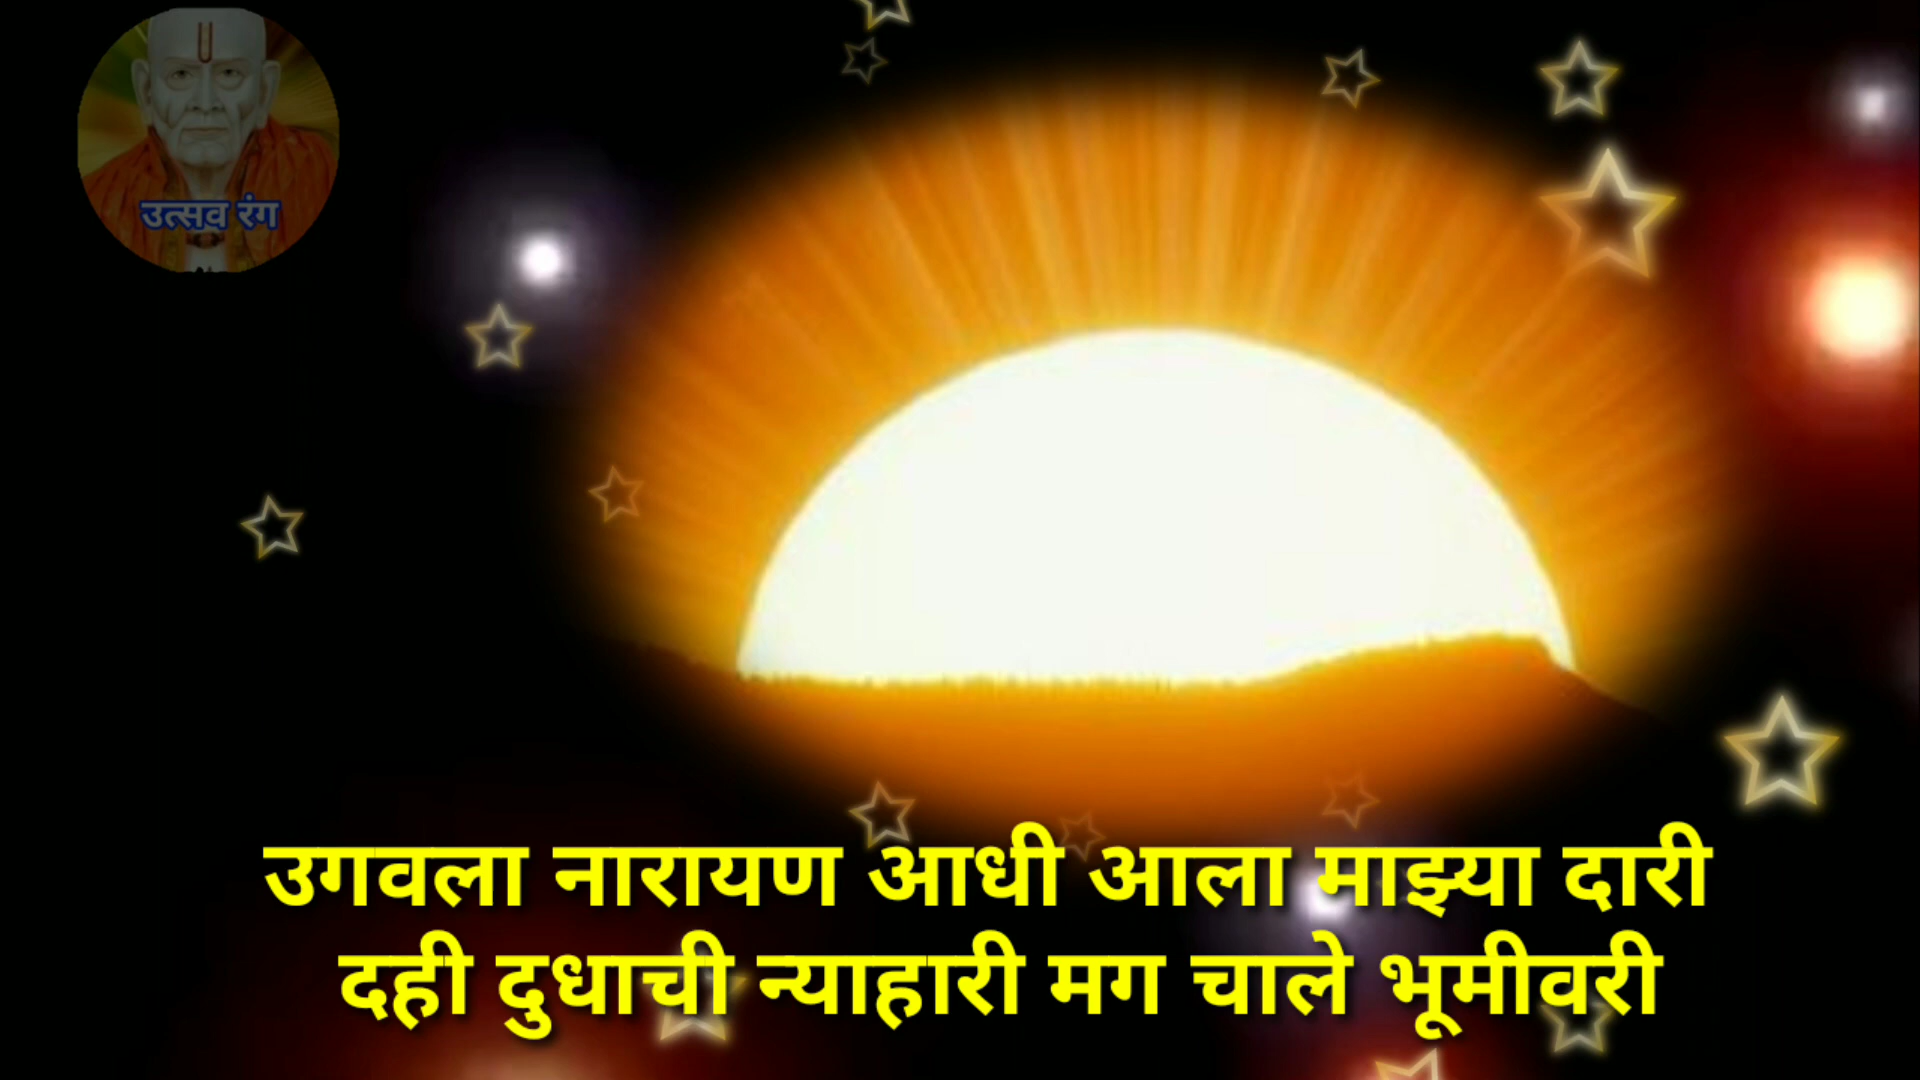 उत्सव रंग
उगवला नारायण आधी आला माझ्या दारी
दही दुधाची न्याहारी मग चाले भूमीवरी